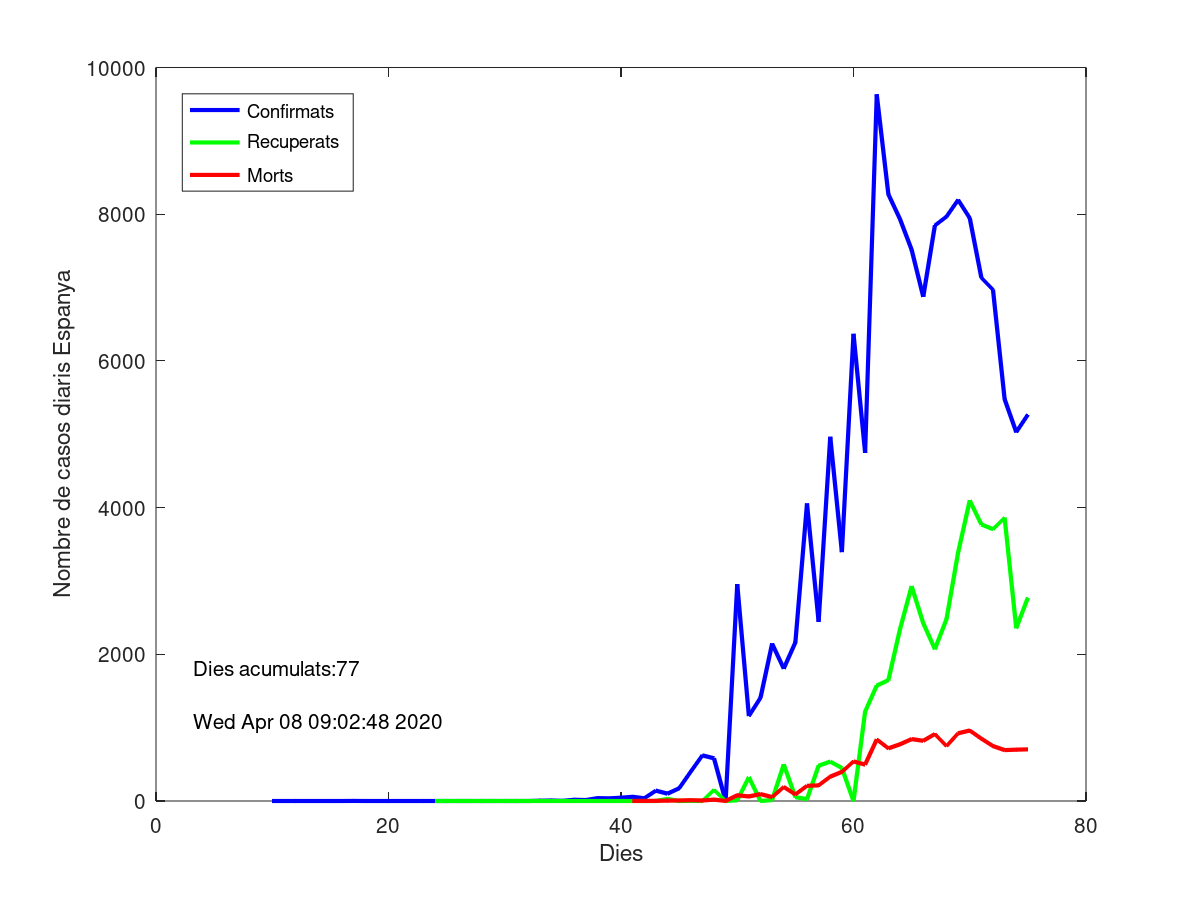 10000
8000
6000
4000
2000
0
0
20
40
60
80
Confirmats
Recuperats
Morts
Nombre de casos diaris Espanya
Dies acumulats:77
Wed Apr 08 09:02:48 2020
Dies